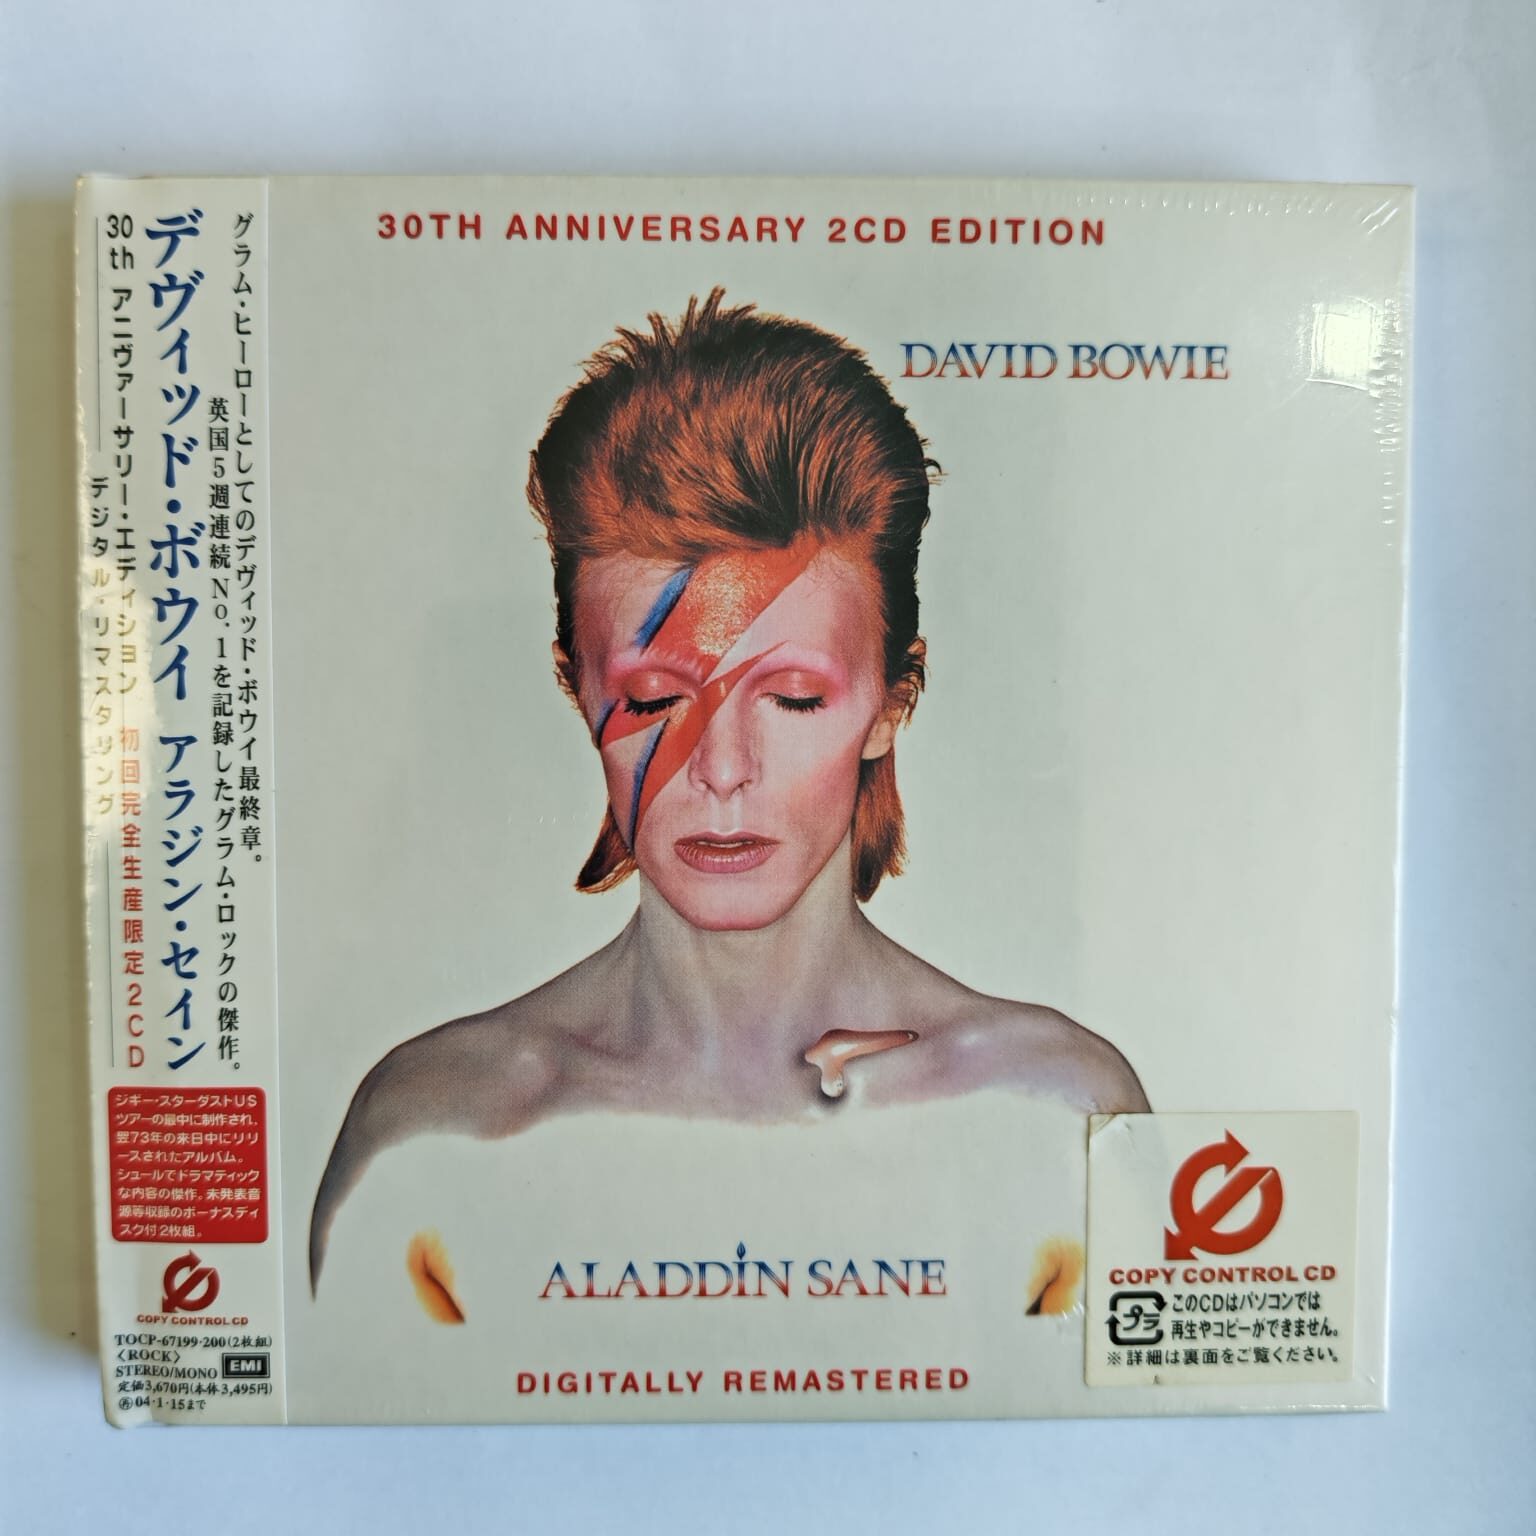 グラム・ヒーローとしてのデヴィッド・ボウイ最終章。
英国5週連続No.1を記録したグラム・ロックの傑作。
デヴィッド・ボウイ アラジン・セイン
30th アニヴァーサリー・エディション 初回完全生産限定2CD
デジタル・リマスタリング
ジギー・スターダストUS
ツアーの最中に制作され、
翌73年の来日中にリリ
ースされたアルバム。
シュールでドラマティック
な内容の傑作。未発表音
源等収録のボーナスディ
スク付2枚組。
COPY CONTROL CD
TOCP-67199・200(2枚組)
〈ROCK〉
STEREO/MONO EMI
定価3,670円(本体3,495円)
㊢04・1・15まで
30TH ANNIVERSARY 2CD EDITION
DAVID BOWIE
ALADDIN SANE
DIGITALLY REMASTERED
COPY CONTROL CD
プラ
このCDはパソコンでは
再生やコピーができません。
※詳細は裏面をご覧ください。